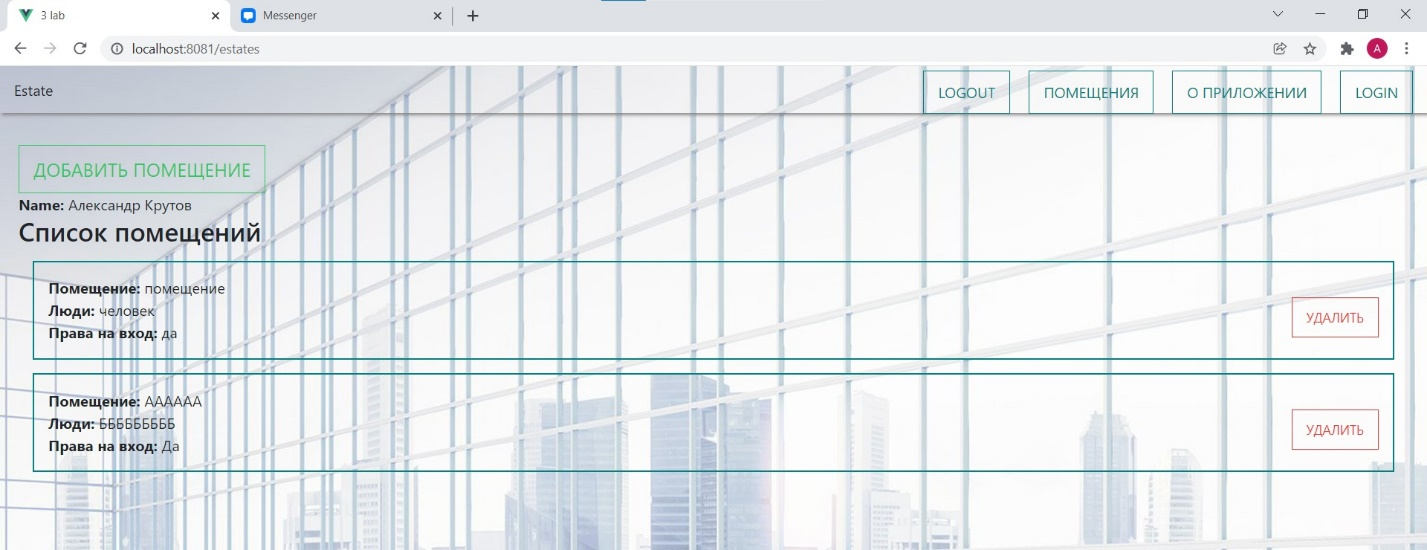 3 lab
Messenger
localhost:8081/estates
A
Estate
LOGOUT
ПОМЕЩЕНИЯ
О ПРИЛОЖЕНИИ
LOGIN
ДОБАВИТЬ ПОМЕЩЕНИЕ
Name: Александр Крутов
Список помещений
Помещение: помещение
Люди: человек
Права на вход: да
УДАЛИТЬ
Помещение: АААААА
Люди: БББББББББ
Права на вход: Да
УДАЛИТЬ